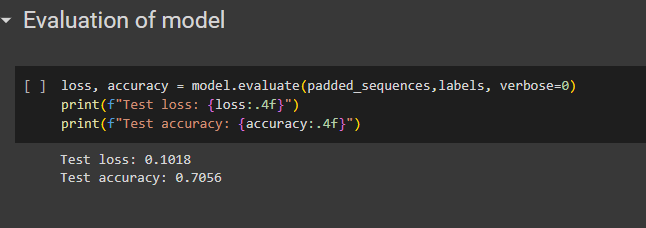 Evaluation of model
[ ] loss, accuracy = model.evaluate(padded_sequences,labels, verbose=0)
print(f"Test loss: {loss:.4f}")
print(f"Test accuracy: {accuracy:.4f}")
Test loss: 0.1018
Test accuracy: 0.7056